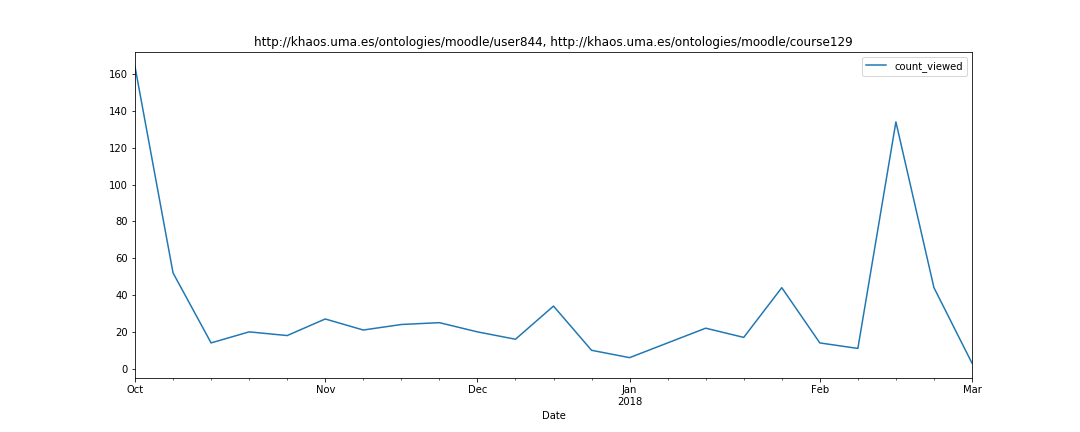 http://khaos.uma.es/ontologies/moodle/user844, http://khaos.uma.es/ontologies/moodle/course129
count_viewed
160
140
120
100
80
60
40
20
0
Oct
Nov
Dec
Jan
2018
Feb
Mar
Date